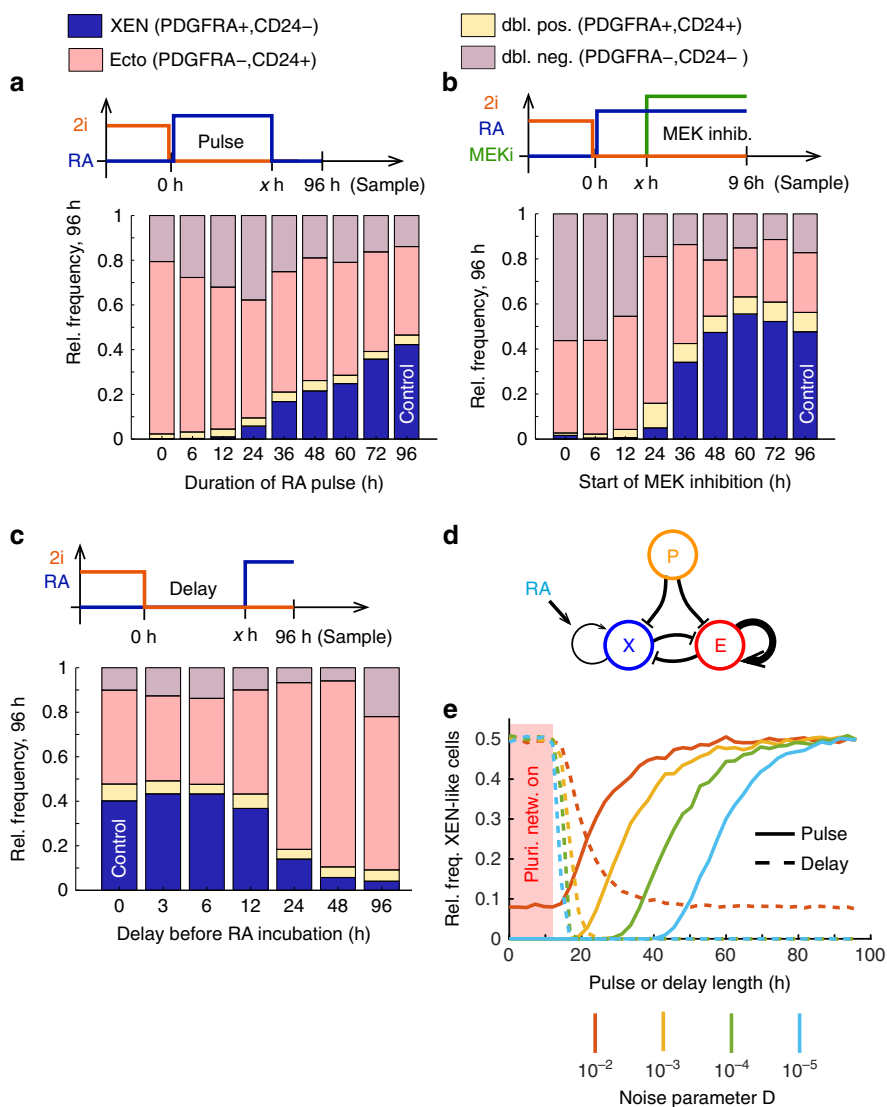 XEN (PDGFRA+,CD24−)
dbl. pos. (PDGFRA+,CD24+)
Ecto (PDGFRA−,CD24+)
dbl. neg. (PDGFRA−,CD24− )
a
2i
RA
Pulse
0 h
x h
96 h (Sample)
Rel. frequency, 96 h
1
0.8
0.6
0.4
0.2
0
Control
0 6 12 24 36 48 60 72 96
Duration of RA pulse (h)
b
2i
RA
MEKi
MEK inhib.
0 h
x h
9 6h (Sample)
Rel. frequency, 96 h
1
0.8
0.6
0.4
0.2
0
Control
0 6 12 24 36 48 60 72 96
Start of MEK inhibition (h)
c
2i
RA
Delay
0 h
x h
96 h (Sample)
Rel. frequency, 96 h
1
0.8
0.6
0.4
0.2
0
Control
0 3 6 12 24 48 96
Delay before RA incubation (h)
d
P
RA
X
E
e
Rel. freq. XEN-like cells
0.5
0.4
0.3
0.2
0.1
0
Pluri. netw. on
Pulse
Delay
0 20 40 60 80 100
Pulse or delay length (h)
10−2 10−3 10−4 10−5
Noise parameter D